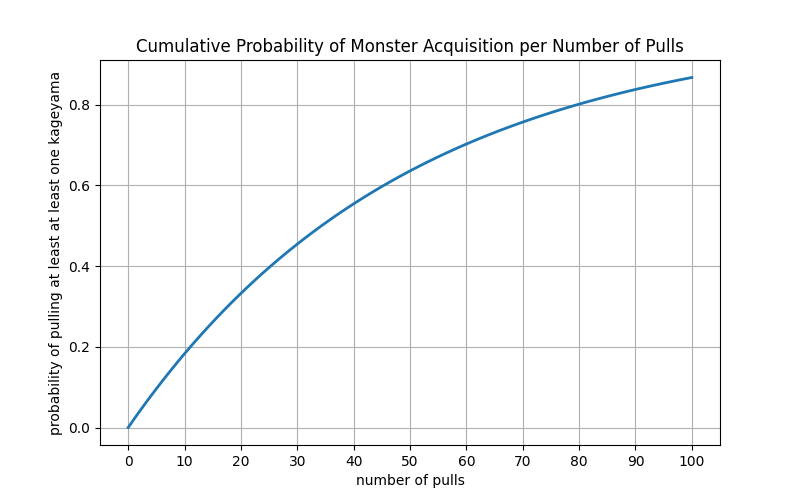 Cumulative Probability of Monster Acquisition per Number of Pulls
probability of pulling at least at least one kageyama
0.8
0.6
0.4
0.2
0.0
0 10 20 30 40 50 60 70 80 90 100
number of pulls